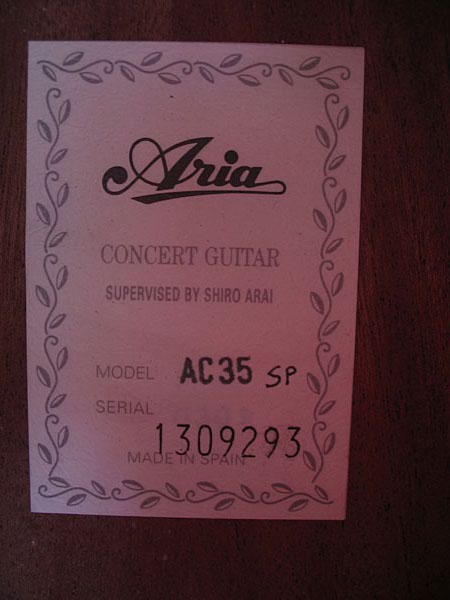 Aria
CONCERT GUITAR
SUPERVISED BY SHIRO ARAI
MODEL AC35 SP
SERIAL
1309293
MADE IN SPAIN